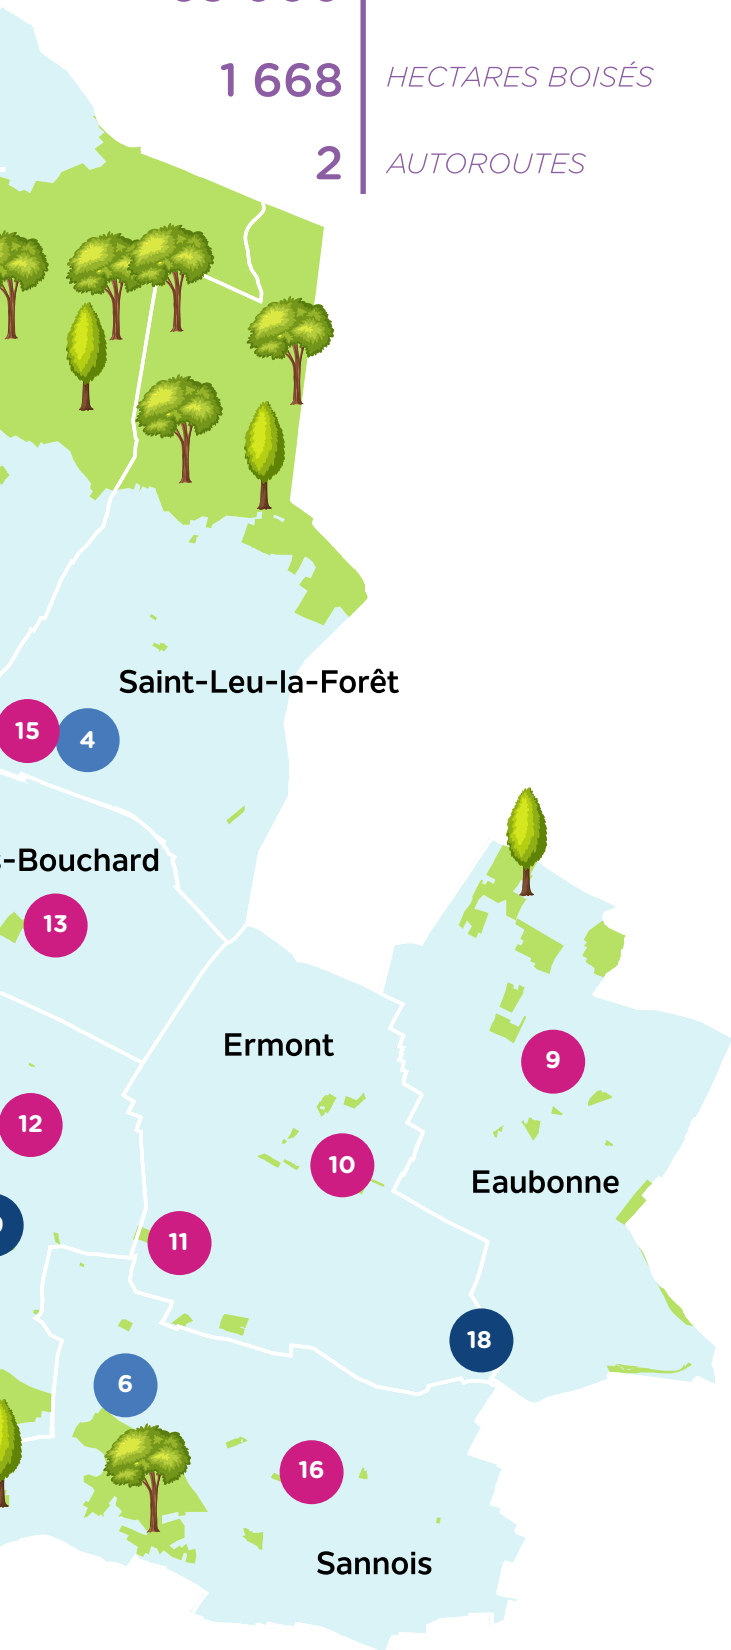 1 668 HECTARES BOISÉS
2 AUTOROUTES
Saint-Leu-la-Forêt
15 4
-Bouchard
13
Ermont
9
12
10
Eaubonne
11
18
6
16
Sannois